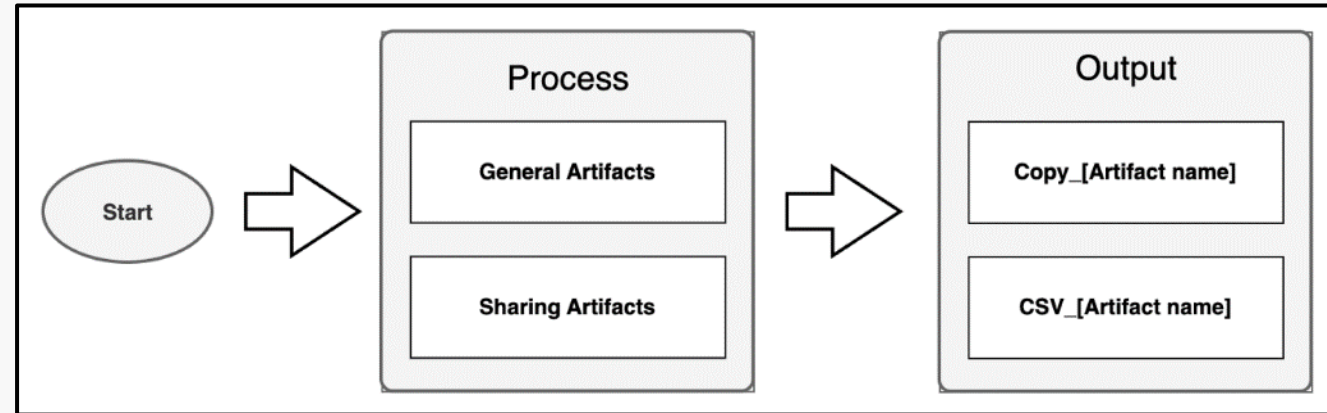 Start
Process
General Artifacts
Sharing Artifacts
Output
Copy_[Artifact name]
CSV_[Artifact name]